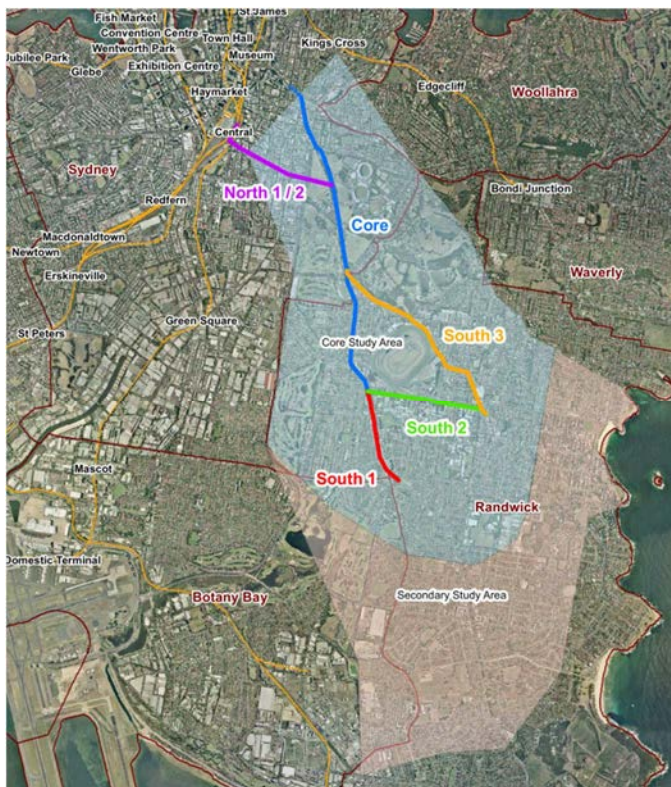 St James
Fish Market
Convention Centre
Town Hall
Wentworth Park
Kings Cross
Jubilee Park
Museum
Glebe
Exhibition Centre
Edgecliff
Haymarket
Woollahra
Central
Sydney
North 1 / 2
Bondi Junction
Redfern
Core
Macdonaldtown
Newtown
Waverly
Erskineville
St Peters
Green Square
South 3
Core Study Area
South 2
Mascot
South 1
Randwick
Domestic Terminal
Botany Bay
Secondary Study Area